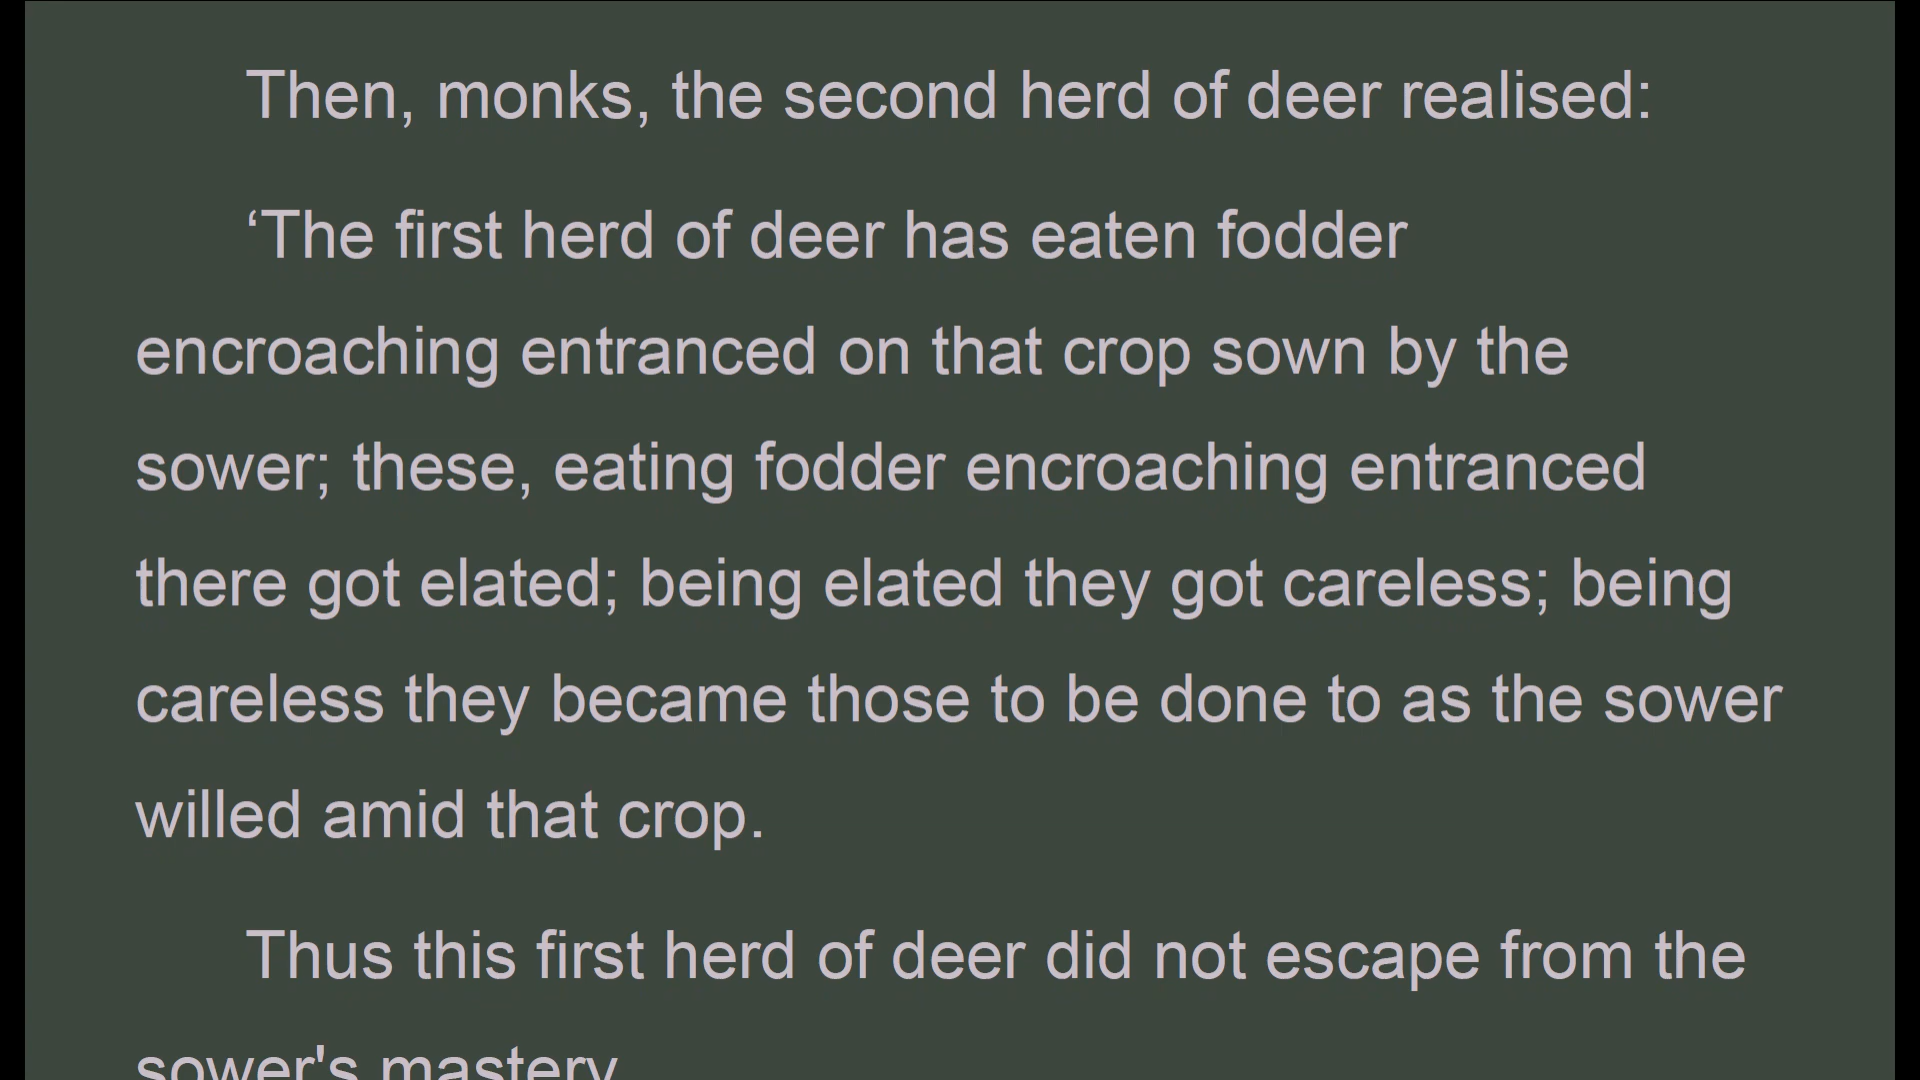 Then, monks, the second herd of deer realised:
‘The first herd of deer has eaten fodder
encroaching entranced on that crop sown by the
sower; these, eating fodder encroaching entranced
there got elated; being elated they got careless; being
careless they became those to be done to as the sower
willed amid that crop.
Thus this first herd of deer did not escape from the
sower's mastery